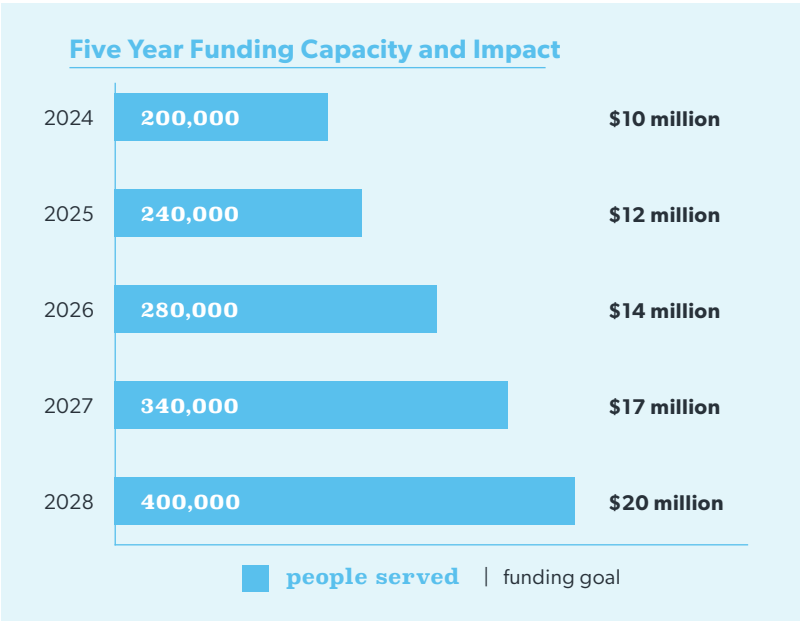 Five Year Funding Capacity and Impact
2024 200,000 $10 million
2025 240,000 $12 million
2026 280,000 $14 million
2027 340,000 $17 million
2028 400,000 $20 million
people served | funding goal